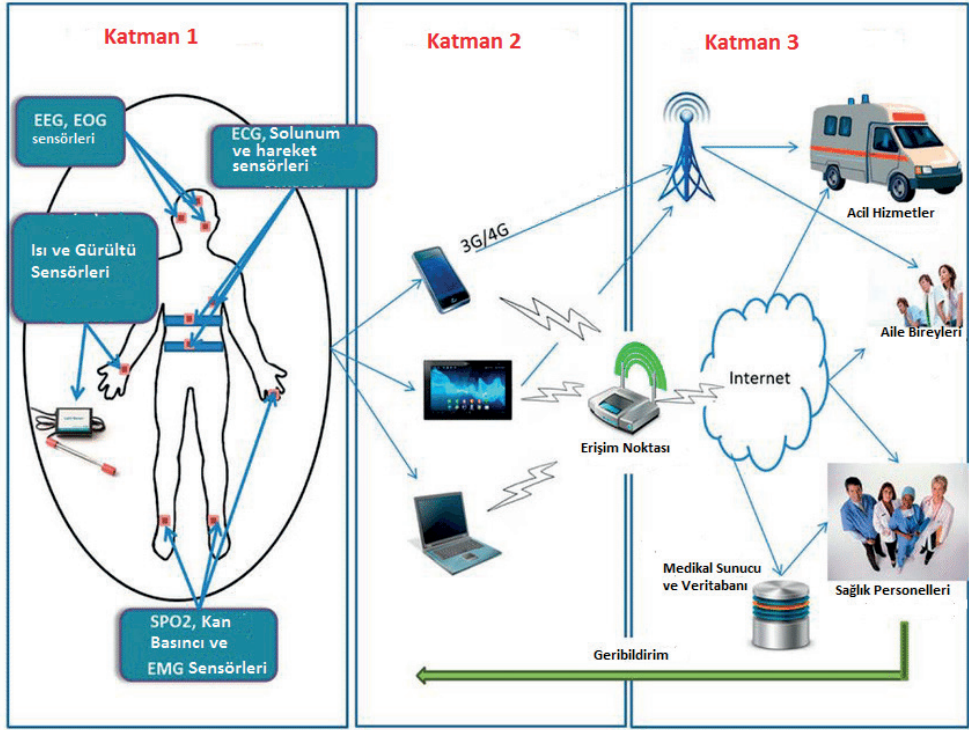 Katman 1
EEG, EOG
sensörleri
ECG, Solunum
ve hareket
sensörleri
Isı ve Gürültü
Sensörleri
SPO2, Kan
Basıncı ve
EMG Sensörleri
Katman 2
3G/4G
Erişim Noktası
Katman 3
Acil Hizmetler
Aile Bireyleri
Internet
Medikal Sunucu
ve Veritabanı
Sağlık Personelleri
Geribildirim